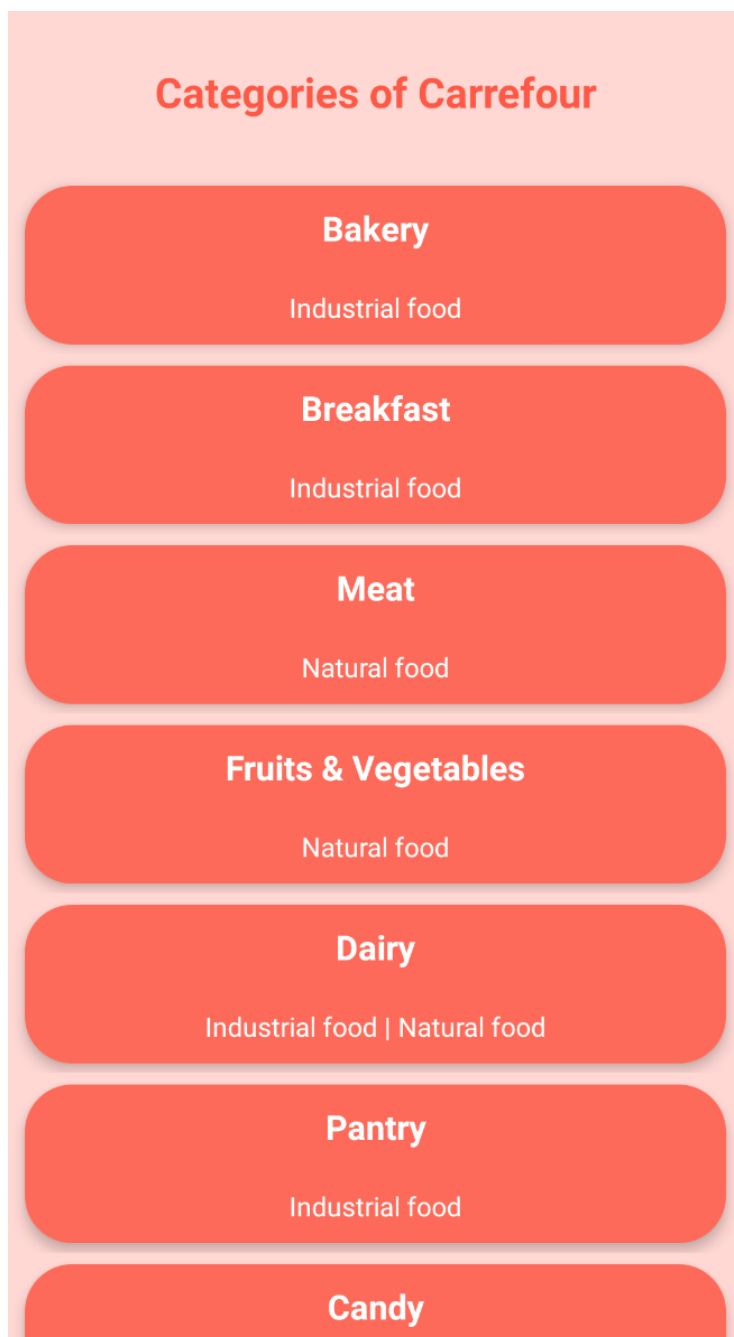 Categories of Carrefour
Bakery
Industrial food
Breakfast
Industrial food
Meat
Natural food
Fruits & Vegetables
Natural food
Dairy
Industrial food | Natural food
Pantry
Industrial food
Candy